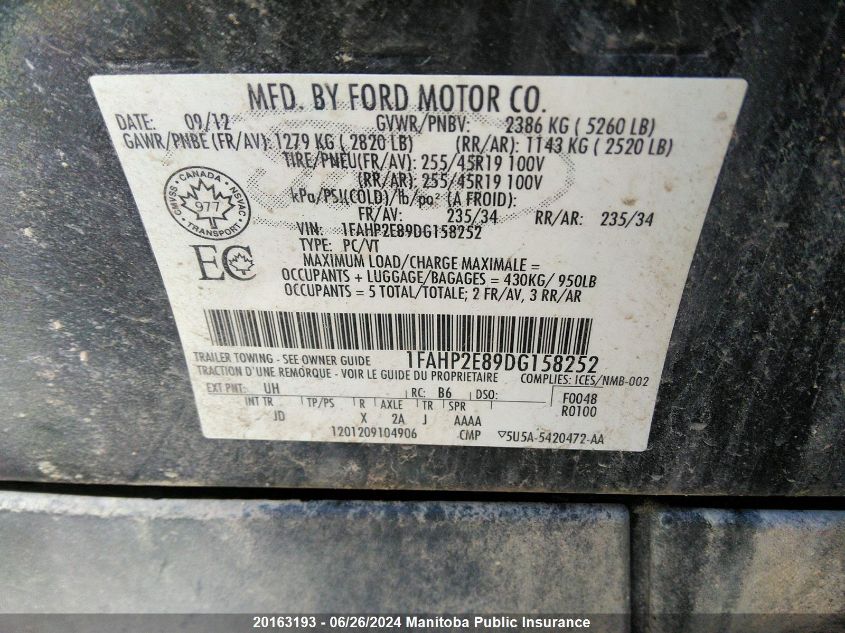 MFD. BY FORD MOTOR CO.
DATE: 09/12 GVWR/PNBV: 2386 KG ( 5260 LB)
GAWR/PNBE (FR/AV): 1279 KG ( 2820 LB) (RR/AR): 1143 KG ( 2520 LB)
TIRE/PNEU(FR/AV): 255/45R19 100V
(RR/AR): 255/45R19 100V
kPa/PSI(COLD)/lb/po² (A FROID):
FR/AV: 235/34 RR/AR: 235/34
VIN: 1FAHP2E89DG158252
TYPE: PC/VT
CANADA
CMVSS NSVAC
977
TRANSPORT
EC
MAXIMUM LOAD/CHARGE MAXIMALE =
OCCUPANTS + LUGGAGE/BAGAGES = 430KG/ 950LB
OCCUPANTS = 5 TOTAL/TOTALE; 2 FR/AV, 3 RR/AR
TRAILER TOWING - SEE OWNER GUIDE 1FAHP2E89DG158252
TRACTION D'UNE REMORQUE - VOIR LE GUIDE DU PROPRIETAIRE COMPLIES: ICES/NMB-002
EXT PNT: UH RC: B6 DSO: F0048
INT TR TP/PS R AXLE TR SPR R0100
JD X 2A J AAAA
1201209104906 CMP ▽5U5A-5420472-AA
20163193 - 06/26/2024 Manitoba Public Insurance